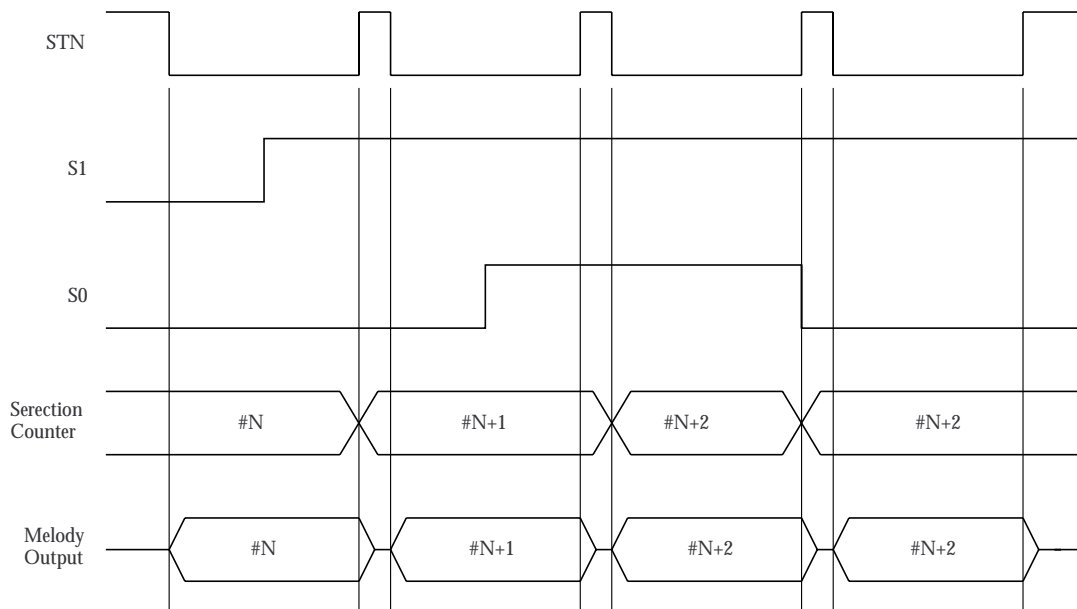 STN
S1
S0
Serection
Counter
#N
#N+1
#N+2
#N+2
Melody
Output
#N
#N+1
#N+2
#N+2